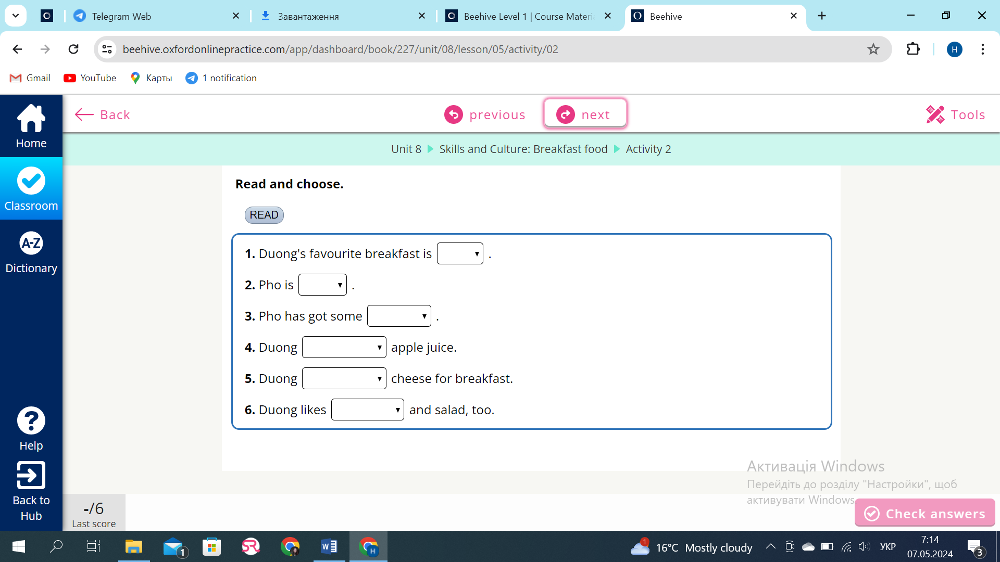 Telegram Web
Завантаження
Beehive Level 1 | Course Materi
Beehive
beehive.oxfordonlinepractice.com/app/dashboard/book/227/unit/08/lesson/05/activity/02
H
Gmail
YouTube
Карты
1 notification
Home
Back
previous
next
Tools
Unit 8 Skills and Culture: Breakfast food Activity 2
Classroom
Read and choose.
READ
A-Z
Dictionary
1. Duong's favourite breakfast is .
2. Pho is .
3. Pho has got some .
4. Duong apple juice.
5. Duong cheese for breakfast.
6. Duong likes and salad, too.
Help
Back to
Hub
-/6
Last score
Активація Windows
Перейдіть до розділу "Настройки", щоб
активувати Windows.
Check answers
1
SR
W
H
1
16°C Mostly cloudy
УКР
7:14
07.05.2024
3